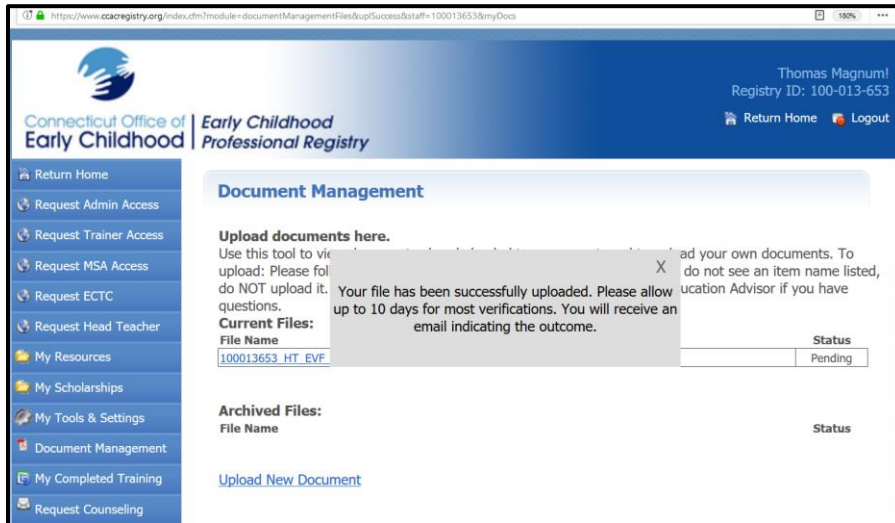 https://www.ccacregistry.org/index.cfm?module=documentManagementFiles&uplSuccess&staff=100013653&myDocs
180%
Thomas Magnum!
Registry ID: 100-013-653
Return Home Logout
Connecticut Office of
Early Childhood
Early Childhood
Professional Registry
Return Home
Request Admin Access
Request Trainer Access
Request MSA Access
Request ECTC
Request Head Teacher
My Resources
My Scholarships
My Tools & Settings
Document Management
My Completed Training
Request Counseling
Document Management
Upload documents here.
Use this tool to ad your own documents. To
upload: Please do not see an item name listed,
do NOT upload it. ucation Advisor if you have
questions.
X
Your file has been successfully uploaded. Please allow
up to 10 days for most verifications. You will receive an
email indicating the outcome.
Current Files:
File Name Status
100013653_HT_EVF_ Pending
Archived Files:
File Name Status
Upload New Document